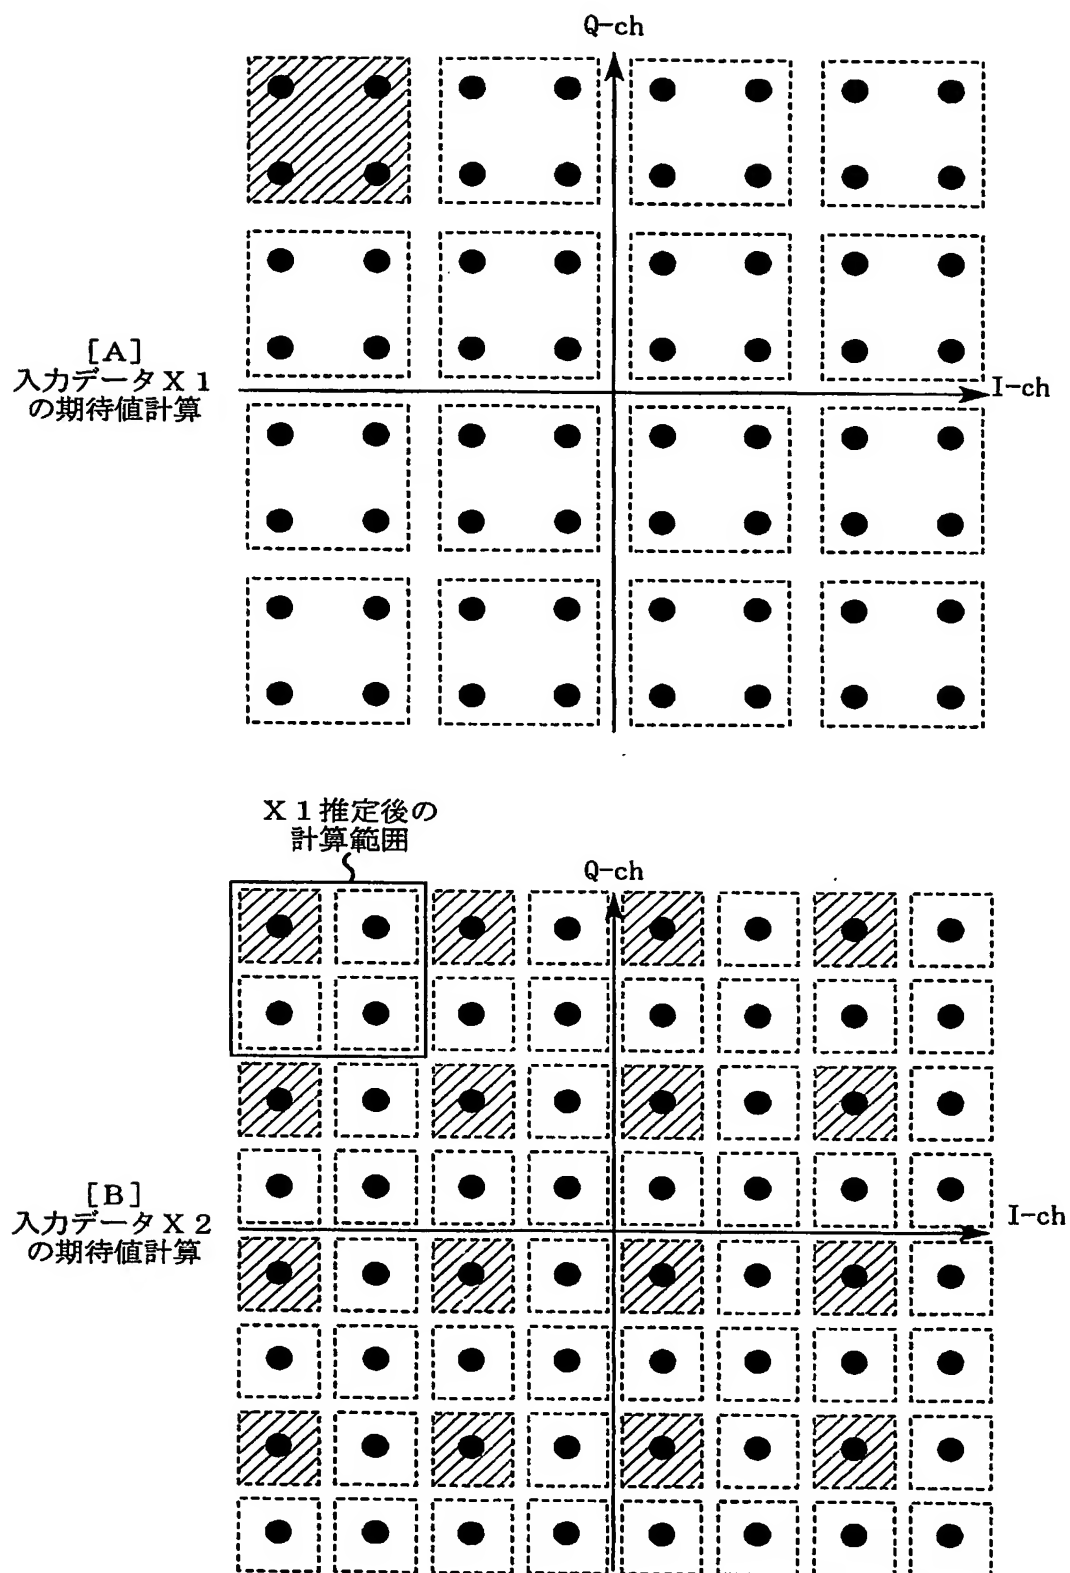 Q-ch
[A]
入力データX1
の期待値計算
I-ch
X1推定後の
計算範囲
Q-ch
[B]
入力データX2
の期待値計算
I-ch